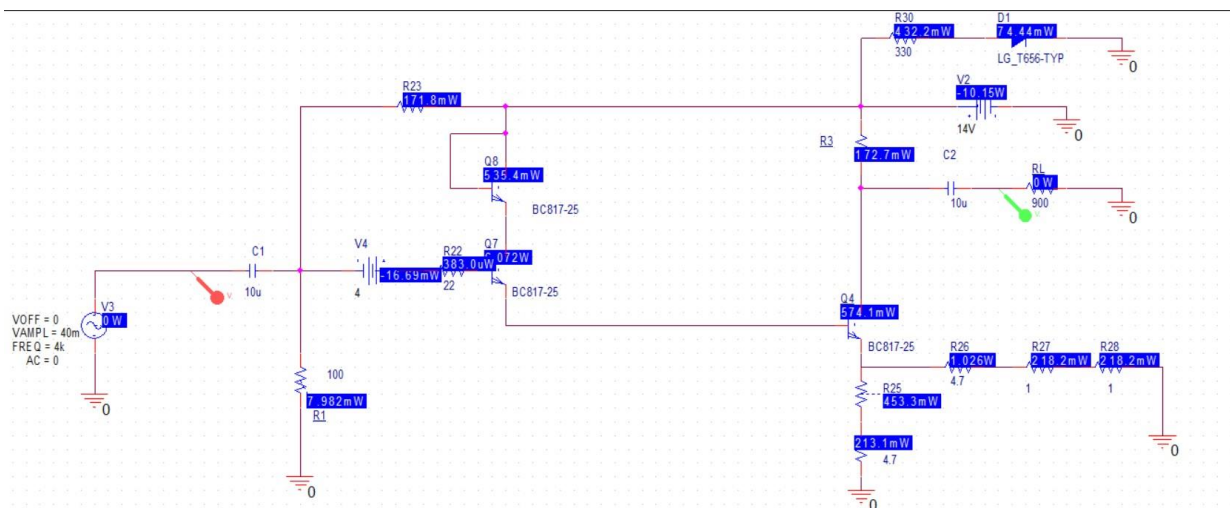 R30
432.2mW
330
D1
74.44mW
LG_T656-TYP
0
V2
-10.15W
14V
0
R23
171.8mW
R3
172.7mW
C2
10u
RL
0W
900
0
Q8
535.4mW
BC817-25
C1
10u
V4
-16.69mW
4
R22
383.0uW
22
Q7
.072W
BC817-25
V3
0W
VOFF = 0
VAMPL = 40m
FREQ = 4k
AC = 0
0
100
7.982mW
R1
0
Q4
574.1mW
BC817-25
R26
1.026W
4.7
R27
218.2mW
1
R28
218.2mW
1
0
R25
453.3mW
213.1mW
4.7
0